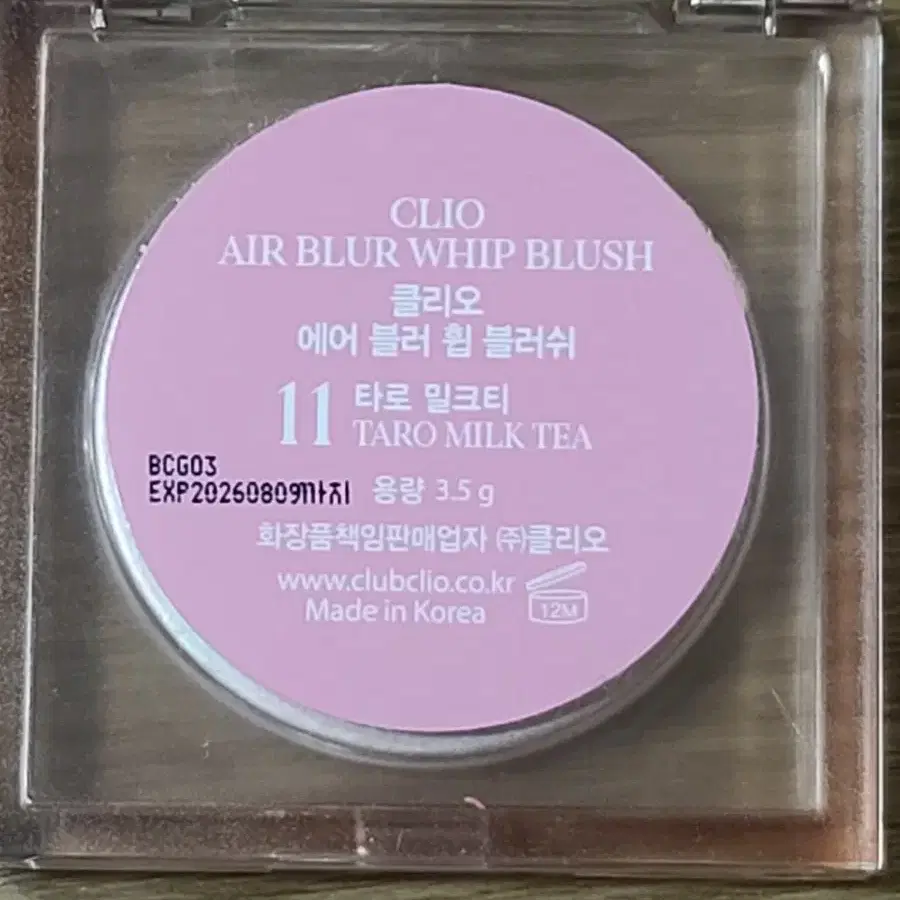 CLIO
AIR BLUR WHIP BLUSH
클리오
에어 블러 휩 블러쉬
11 타로 밀크티
TARO MILK TEA
BCG03
EXP20260809까지 용량 3.5 g
화장품책임판매업자 ㈜클리오
www.clubclio.co.kr
Made in Korea
12M